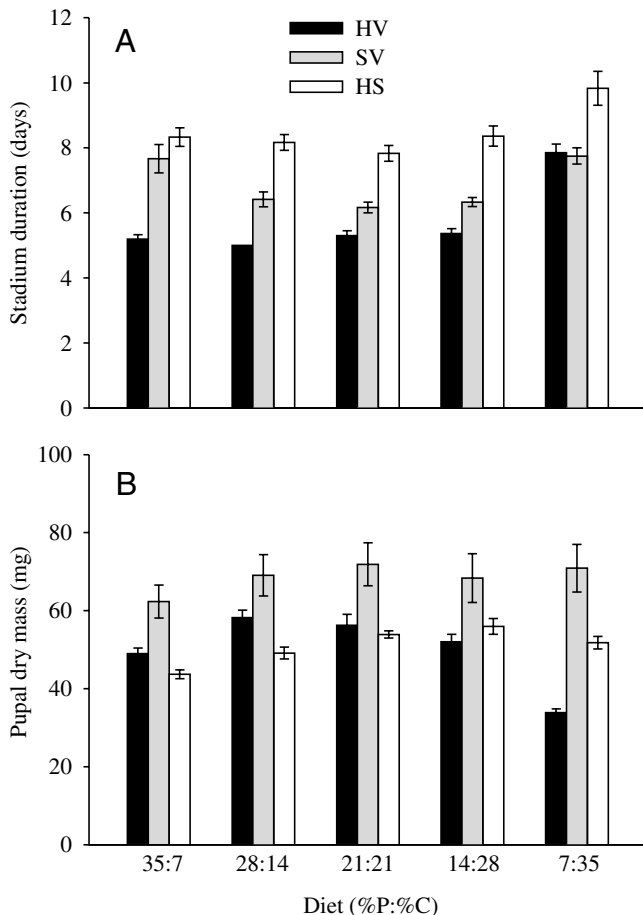 A
HV
SV
HS
Stadium duration (days)
12
10
8
6
4
2
0
B
Pupal dry mass (mg)
100
80
60
40
20
0
35:7 28:14 21:21 14:28 7:35
Diet (%P:%C)